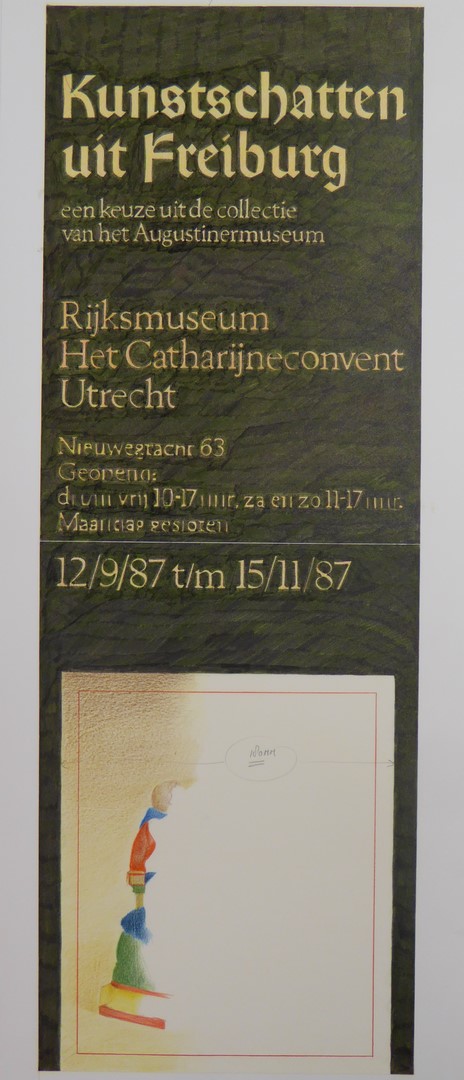 Kunstschatten
uit Freiburg
een keuze uit de collectie
van het Augustinermuseum
Rijksmuseum
Het Catharijneconvent
Utrecht
Nieuwegracht 63
Geopend:
di t/m vrij 10-17 uur, za en zo 11-17 uur.
Maandag gesloten
12/9/87 t/m 15/11/87